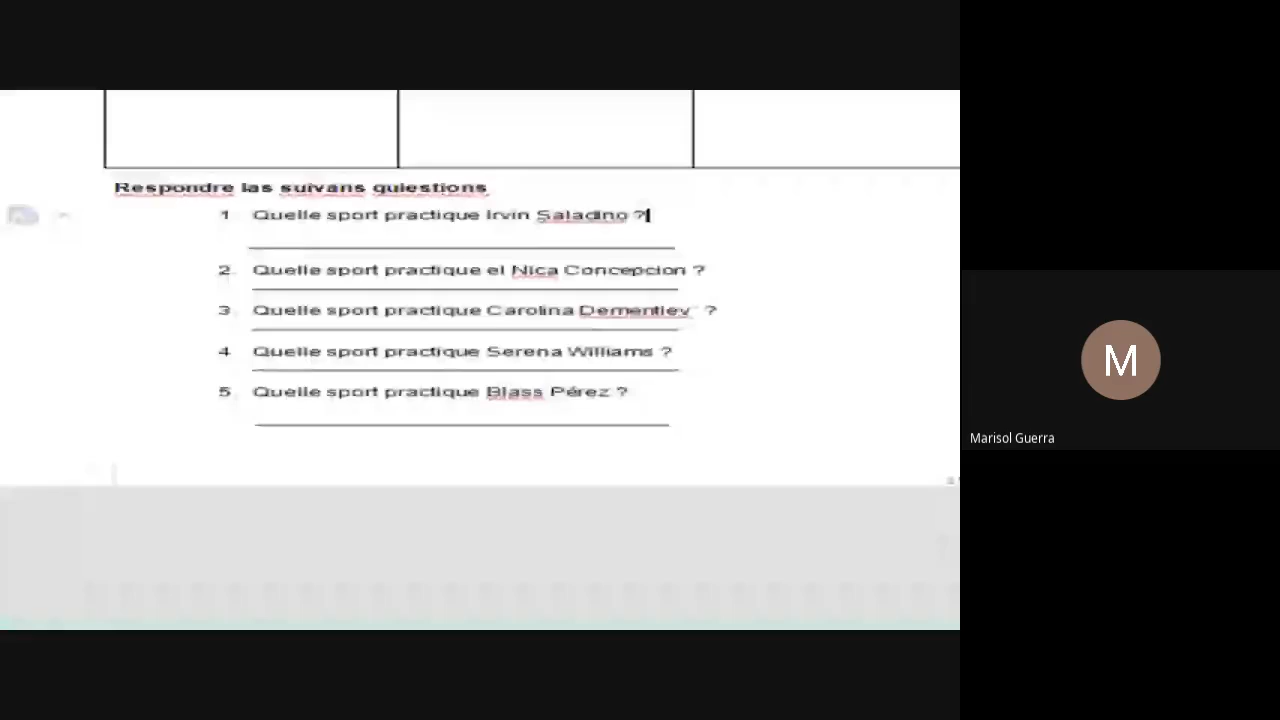 Respondre las suivans quiestions
1 Quelle sport practique Irvin Saladino ?
2. Quelle sport practique el Nica Concepcion ?
3. Quelle sport practique Carolina Dementiev ?
4 Quelle sport practique Serena Williams ?
5. Quelle sport practique Blass Pérez ?
M
Marisol Guerra